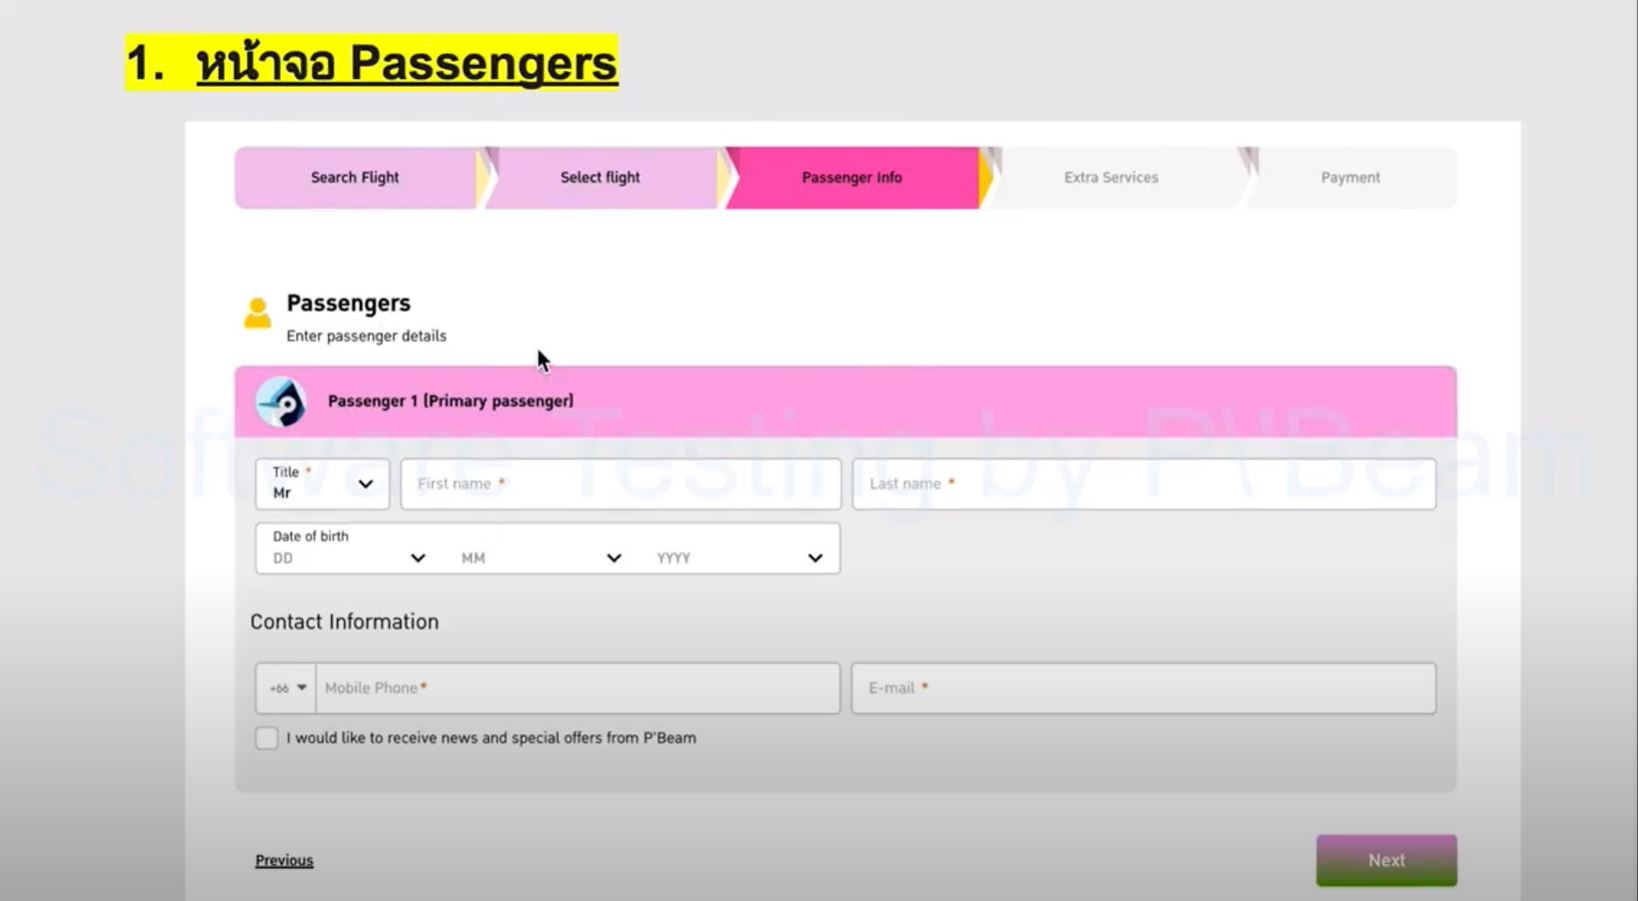 1. หน้าจอ Passengers
Search Flight
Select flight
Passenger Info
Extra Services
Payment
Passengers
Enter passenger details
Passenger 1 (Primary passenger)
Software Testing by P\'Beam
Title *
Mr
First name *
Last name *
Date of birth
DD
MM
YYYY
Contact Information
+66
Mobile Phone*
E-mail *
I would like to receive news and special offers from P'Beam
Previous
Next